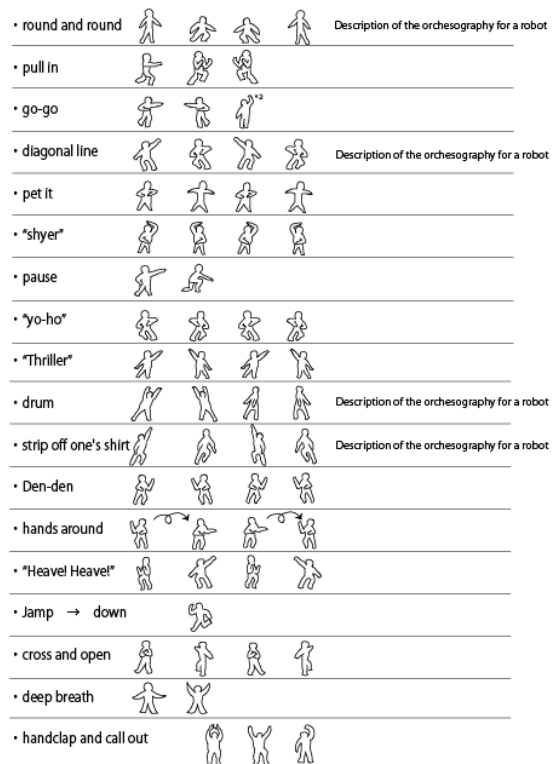 • round and round Description of the orchesography for a robot
• pull in
• go-go ×2
• diagonal line Description of the orchesography for a robot
• pet it
• "shyer"
• pause
• "yo-ho"
• "Thriller"
• drum Description of the orchesography for a robot
• strip off one's shirt Description of the orchesography for a robot
• Den-den
• hands around
• "Heave! Heave!"
• Jamp → down
• cross and open
• deep breath
• handclap and call out